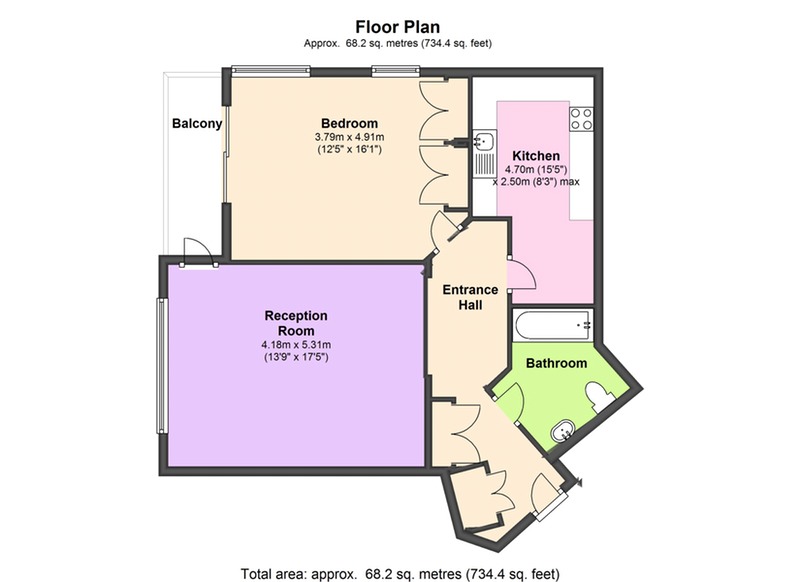 Floor Plan
Approx. 68.2 sq. metres (734.4 sq. feet)
Balcony
Bedroom
3.79m x 4.91m
(12'5" x 16'1")
Kitchen
4.70m (15'5")
x 2.50m (8'3") max
Entrance
Hall
Reception
Room
4.18m x 5.31m
(13'9" x 17'5")
Bathroom
Total area: approx. 68.2 sq. metres (734.4 sq. feet)